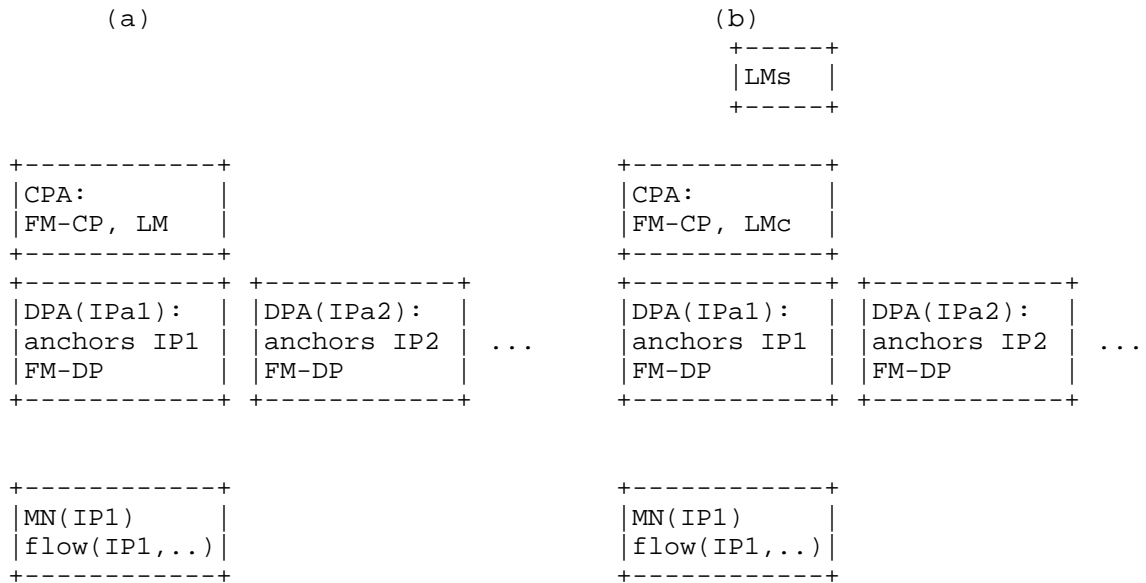 (a) (b)
LMs
CPA: CPA:
FM-CP, LM FM-CP, LMc
DPA(IPa1): DPA(IPa2): DPA(IPa1): DPA(IPa2):
anchors IP1 anchors IP2 ... anchors IP1 anchors IP2 ...
FM-DP FM-DP FM-DP FM-DP
MN(IP1) MN(IP1)
flow(IP1,..) flow(IP1,..)